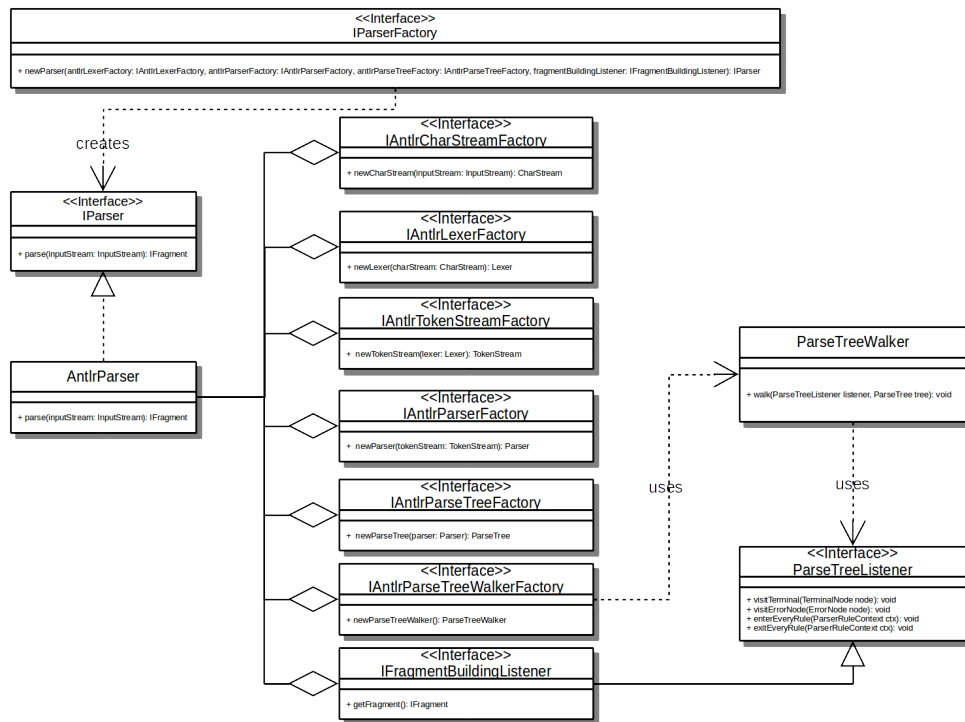 <<Interface>>
IParserFactory
+ newParser(antlrLexerFactory: IAntlrLexerFactory, antlrParserFactory: IAntlrParserFactory, antlrParseTreeFactory: IAntlrParseTreeFactory, fragmentBuildingListener: IFragmentBuildingListener): IParser
creates
<<Interface>>
IParser
+ parse(inputStream: InputStream): IFragment
AntlrParser
+ parse(inputStream: InputStream): IFragment
<<Interface>>
IAntlrCharStreamFactory
+ newCharStream(inputStream: InputStream): CharStream
<<Interface>>
IAntlrLexerFactory
+ newLexer(charStream: CharStream): Lexer
<<Interface>>
IAntlrTokenStreamFactory
+ newTokenStream(lexer: Lexer): TokenStream
<<Interface>>
IAntlrParserFactory
+ newParser(tokenStream: TokenStream): Parser
<<Interface>>
IAntlrParseTreeFactory
+ newParseTree(parser: Parser): ParseTree
<<Interface>>
IAntlrParseTreeWalkerFactory
+ newParseTreeWalker(): ParseTreeWalker
<<Interface>>
IFragmentBuildingListener
+ getFragment(): IFragment
uses
ParseTreeWalker
+ walk(ParseTreeListener listener, ParseTree tree): void
uses
<<Interface>>
ParseTreeListener
+ visitTerminal(TerminalNode node): void
+ visitErrorNode(ErrorNode node): void
+ enterEveryRule(ParserRuleContext ctx): void
+ exitEveryRule(ParserRuleContext ctx): void